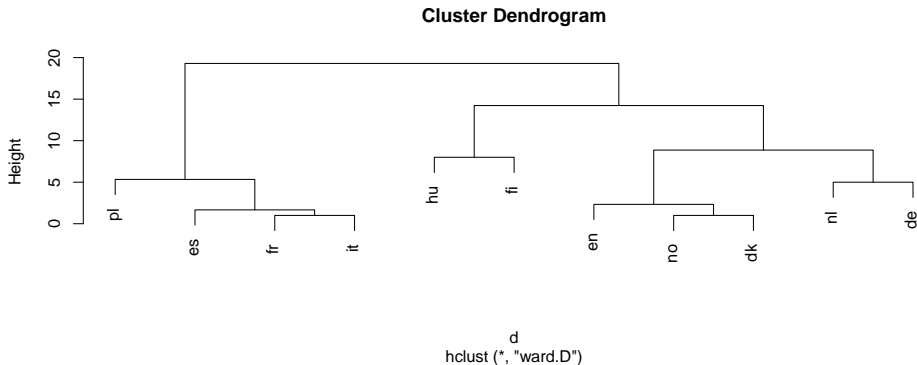 Cluster Dendrogram
20
15
10
5
0
Height
pl
es
fr
it
hu
fi
en
no
dk
nl
de
d
hclust (*, "ward.D")